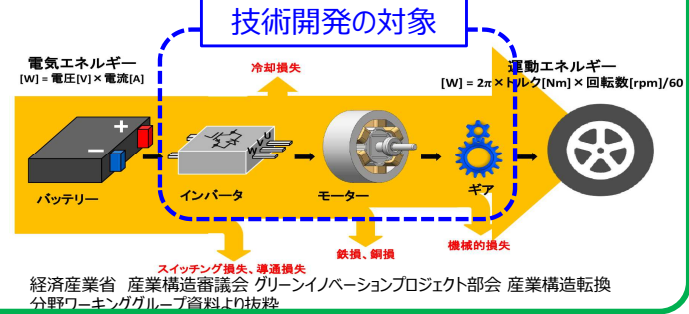 技術開発の対象
電気エネルギー
[W] = 電圧[V]×電流[A]
冷却損失
運動エネルギー
[W] = 2π×トルク[Nm]×回転数[rpm]/60
+
−
U
V
W
バッテリー
インバータ
モーター
ギア
スイッチング損失、導通損失
鉄損、銅損
機械的損失
経済産業省 産業構造審議会 グリーンイノベーションプロジェクト部会 産業構造転換
分野ワーキンググループ資料より抜粋